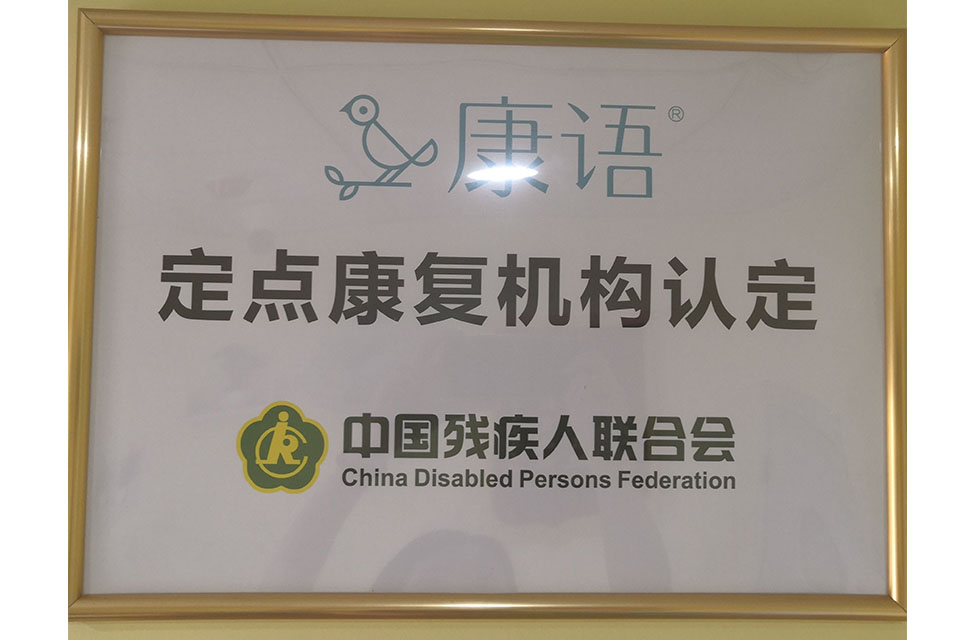 康语®
定点康复机构认定
中国残疾人联合会
China Disabled Persons Federation